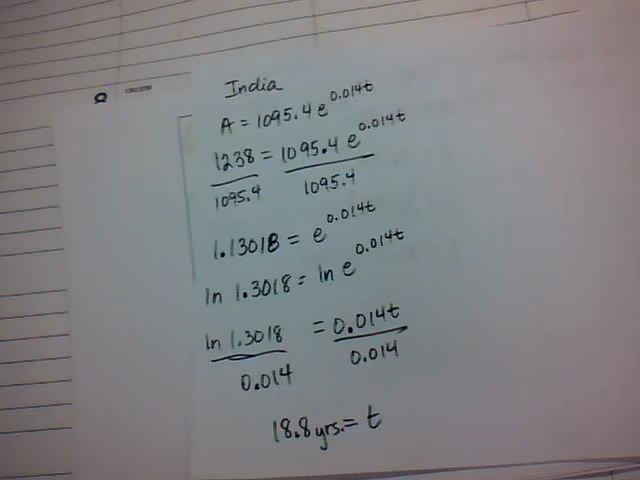 India
A = 1095.4 e^0.014t
1238 = 1095.4 e^0.014t
1095.4 1095.4
1.13018 = e^0.014t
ln 1.3018 = ln e^0.014t
ln 1.3018 = 0.014t
0.014 0.014
18.8 yrs. = t